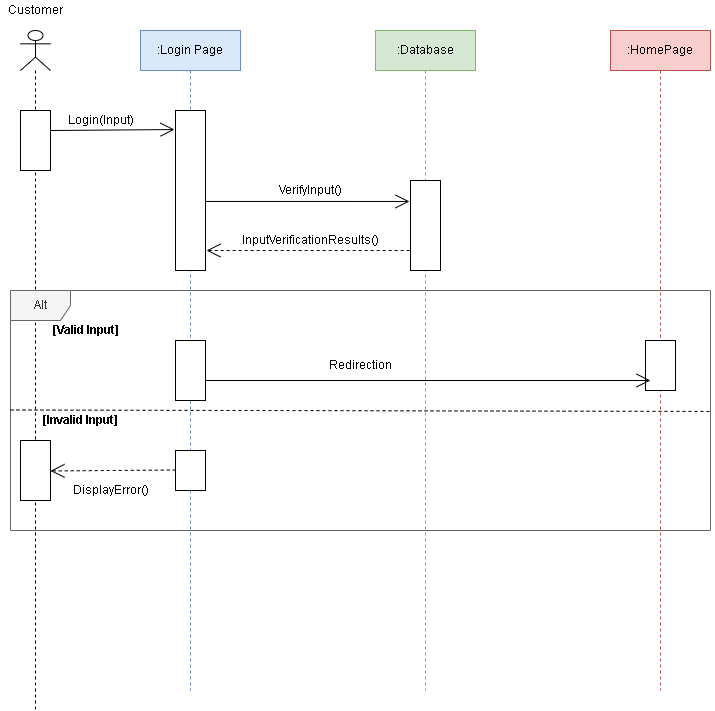 Customer
:Login Page
:Database
:HomePage
Login(Input)
VerifyInput()
InputVerificationResults()
Alt
[Valid Input]
Redirection
[Invalid Input]
DisplayError()